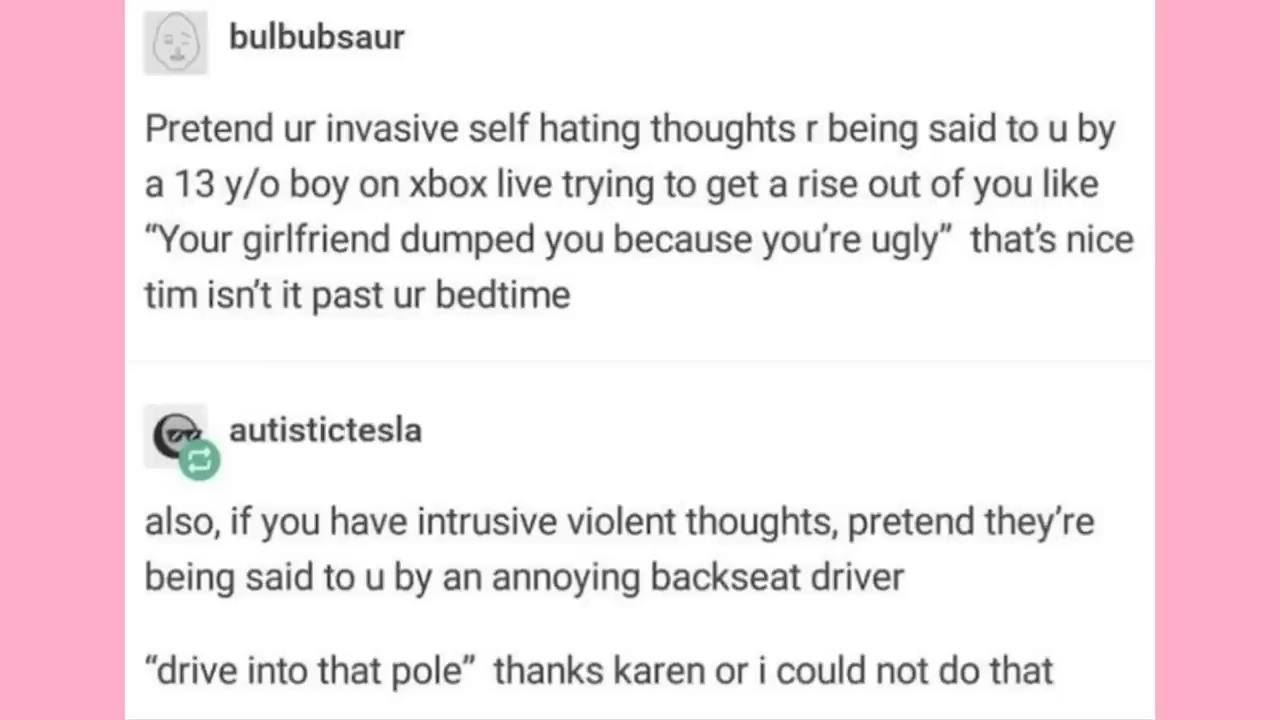 bulbubsaur
Pretend ur invasive self hating thoughts r being said to u by
a 13 y/o boy on xbox live trying to get a rise out of you like
“Your girlfriend dumped you because you’re ugly”  that’s nice
tim isn’t it past ur bedtime
autistictesla
also, if you have intrusive violent thoughts, pretend they’re
being said to u by an annoying backseat driver
“drive into that pole”  thanks karen or i could not do that